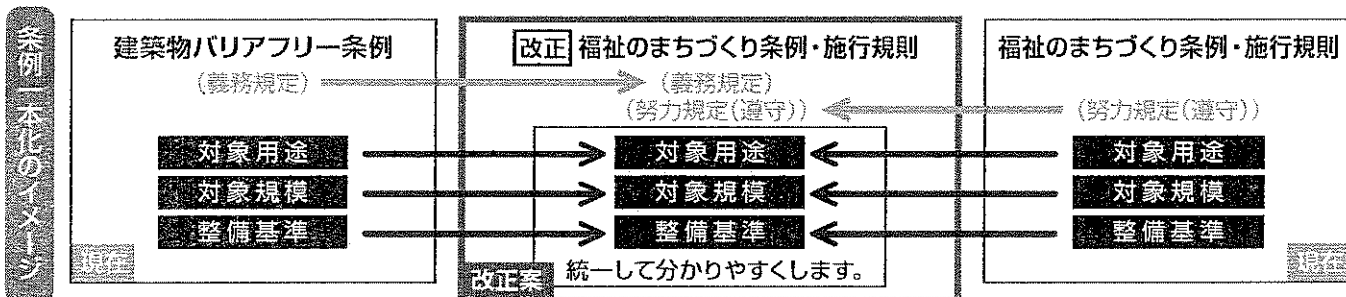 条例一本化のイメージ
建築物バリアフリー条例
(義務規定)
対象用途
対象規模
整備基準
現在
改正 福祉のまちづくり条例・施行規則
(義務規定)
(努力規定(遵守))
対象用途
対象規模
整備基準
統一して分かりやすくします。
改正案
福祉のまちづくり条例・施行規則
(努力規定(遵守))
対象用途
対象規模
整備基準
現在